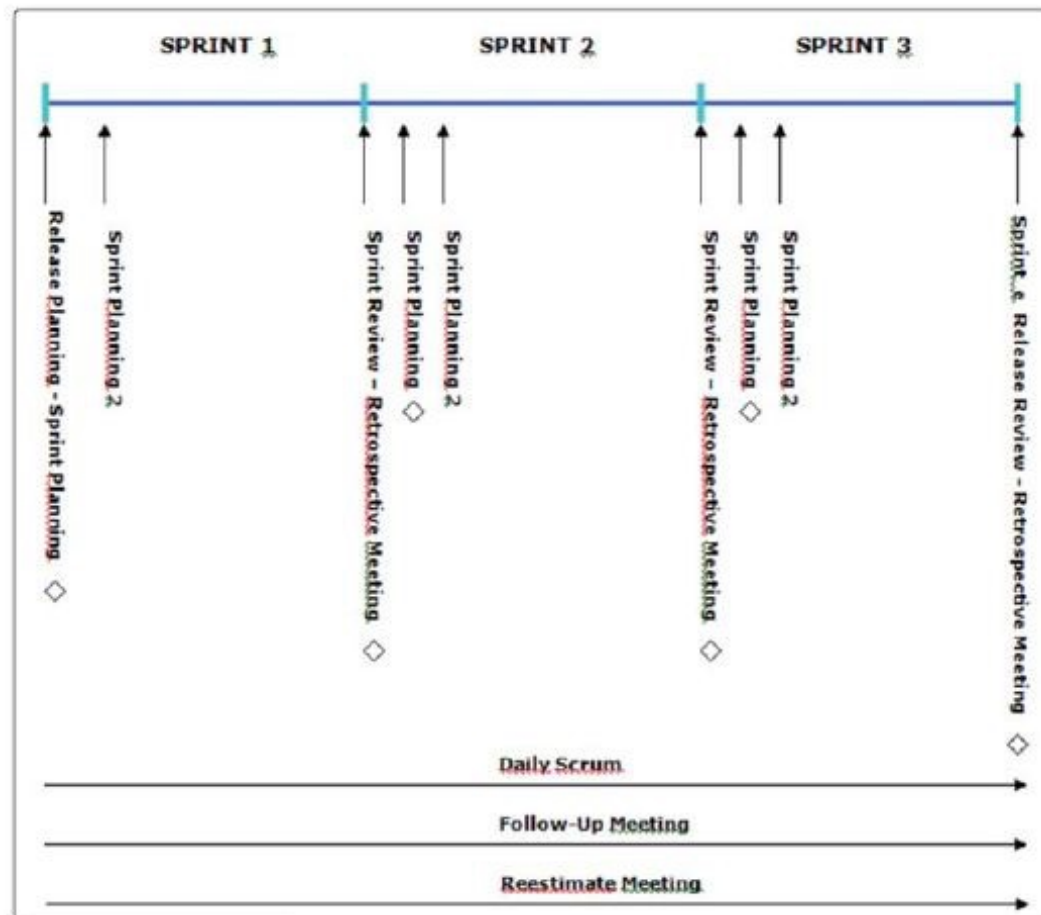 SPRINT 1
SPRINT 2
SPRINT 3
Release Planning - Sprint Planning
Sprint Planning 2
Sprint Review – Retrospective Meeting
Sprint Planning
Sprint Planning 2
Sprint Review – Retrospective Meeting
Sprint Planning
Sprint Planning 2
Sprint e Release Review – Retrospective Meeting
Daily Scrum
Follow-Up Meeting
Reestimate Meeting